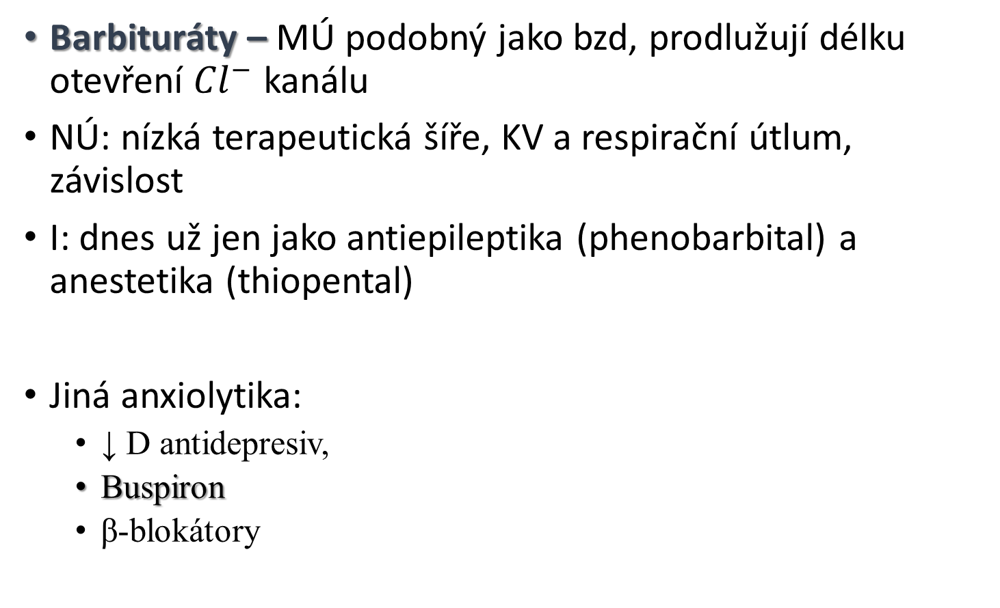 • Barbituráty – MÚ podobný jako bzd, prodlužují délku
otevření Cl⁻ kanálu
• NÚ: nízká terapeutická šíře, KV a respirační útlum,
závislost
• I: dnes už jen jako antiepileptika (phenobarbital) a
anestetika (thiopental)
• Jiná anxiolytika:
• ↓ D antidepresiv,
• Buspiron
• β-blokátory